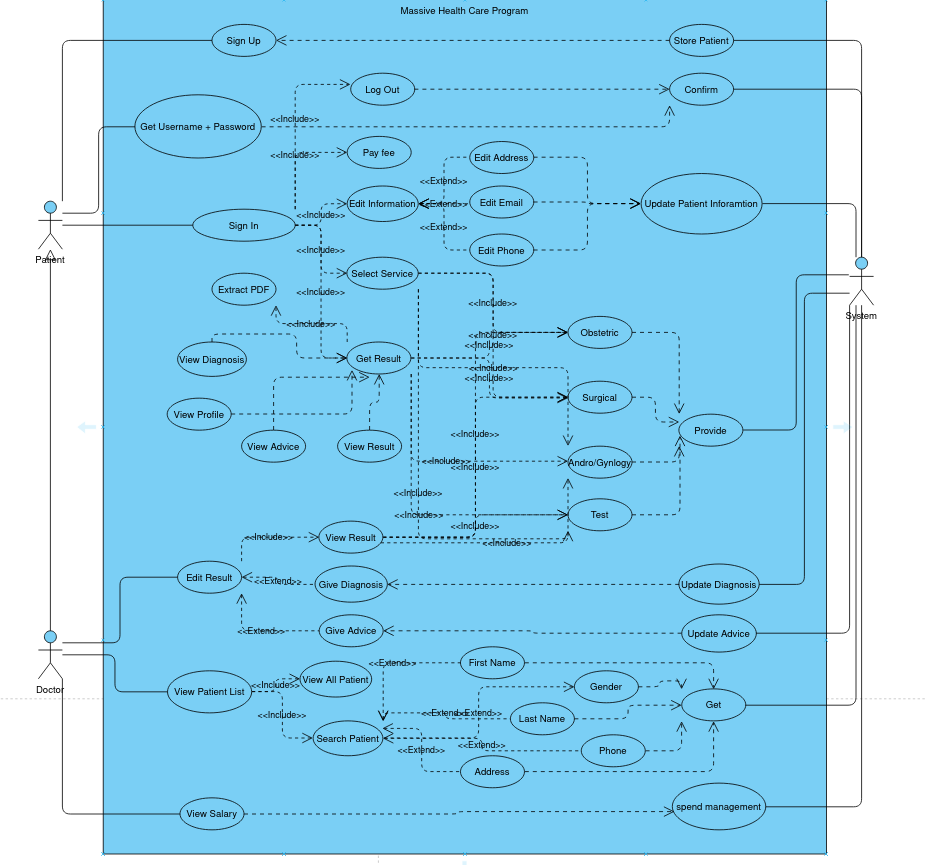 Massive Health Care Program
Sign Up
Store Patient
Log Out
Confirm
<<Include>>
Get Username + Password
Pay fee
<<Include>>
Edit Address
<<Extend>>
Edit Information
<<Extend>>
Edit Email
Update Patient Inforamtion
<<Include>>
Sign In
<<Extend>>
Edit Phone
<<Include>>
Patient
Select Service
Extract PDF
<<Include>>
<<Include>>
System
<<Include>>
Obstetric
<<Include>>
<<Include>>
View Diagnosis
Get Result
<<Include>>
<<Include>>
Surgical
View Profile
Provide
<<Include>>
View Advice
View Result
<<Include>>
<<Include>>
Andro/Gynlogy
<<Include>>
<<Include>>
Test
<<Include>>
View Result
<<Include>>
<<Include>>
Edit Result
<<Extend>>
Give Diagnosis
Update Diagnosis
<<Extend>>
Give Advice
Update Advice
<<Extend>>
First Name
Doctor
View Patient List
<<Include>>
View All Patient
Gender
<<Include>>
<<Extend>>
<<Extend>>
Last Name
Get
Search Patient
<<Extend>>
<<Extend>>
Phone
Address
View Salary
spend management